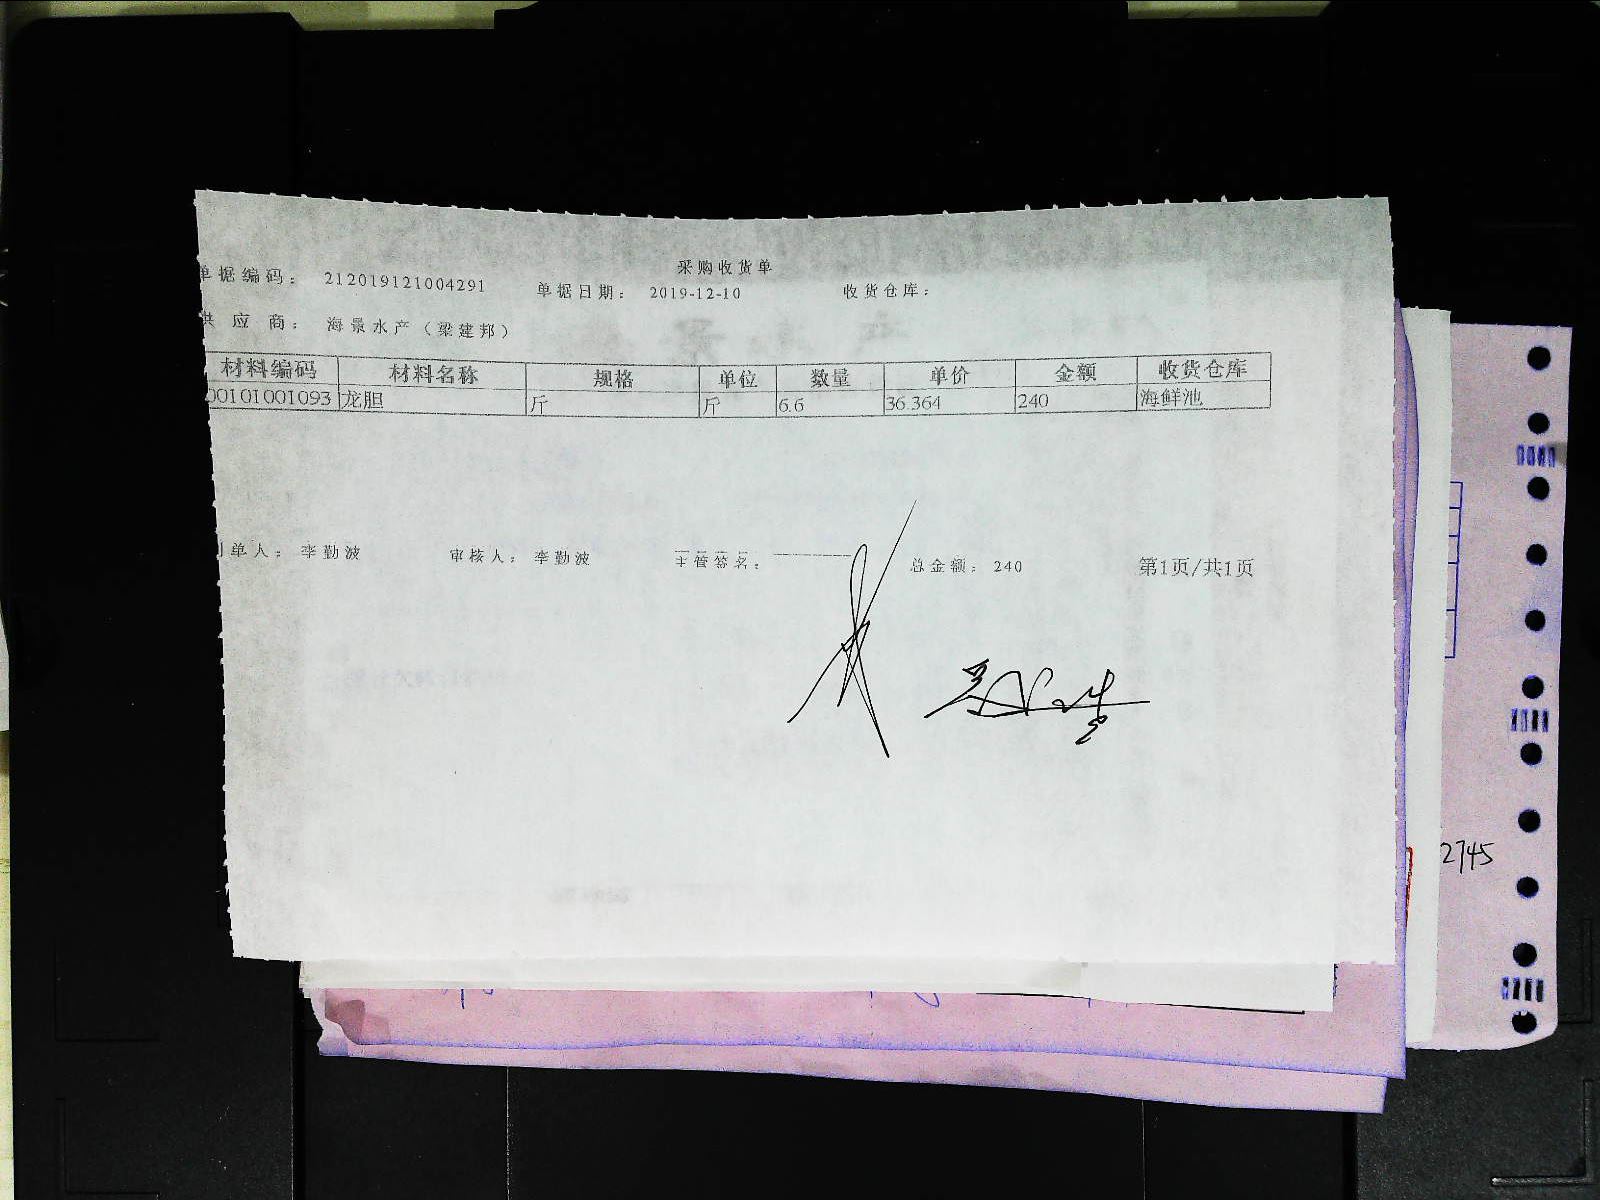 采购收货单
单据编码： 212019121004291 单据日期： 2019-12-10 收货仓库：
供应商： 海景水产（梁建邦）
材料编码 材料名称 规格 单位 数量 单价 金额 收货仓库
00101001093 龙胆 斤 斤 6.6 36.364 240 海鲜池
制单人： 李勤波 审核人： 李勤波 主管签名： 总金额： 240 第1页/共1页
2745